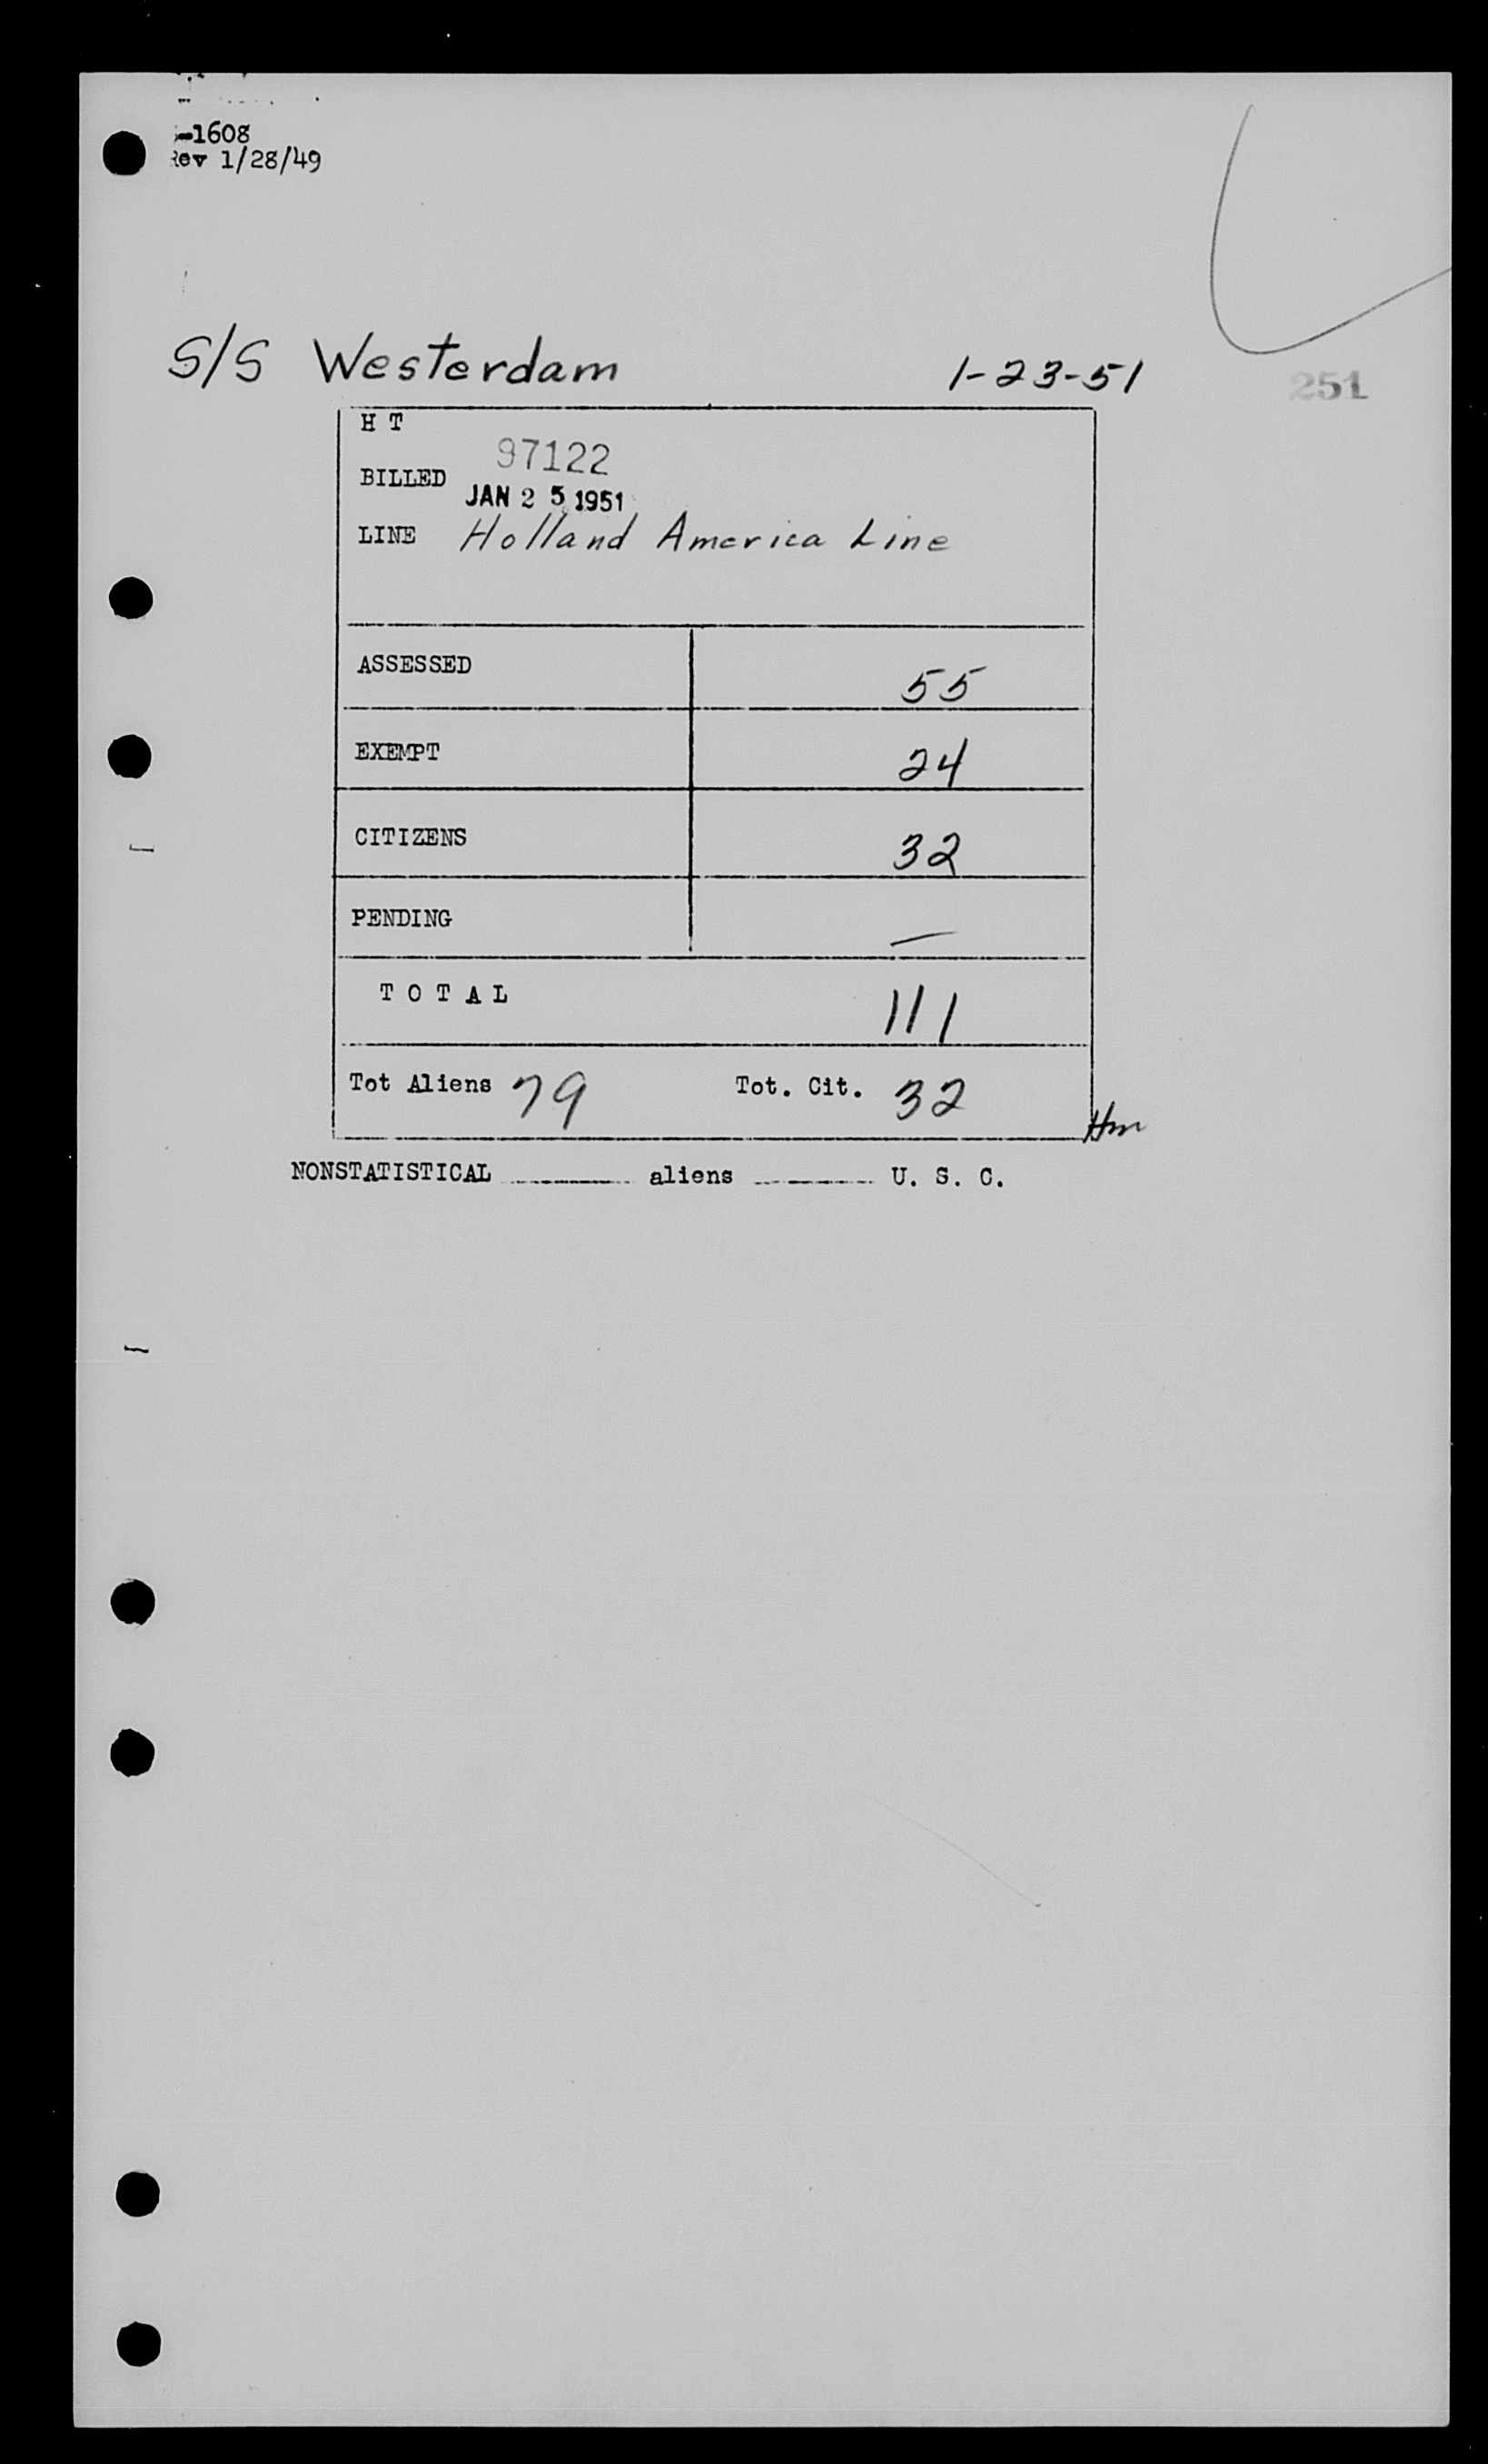 -1608
Rev 1/28/49
S/S Westerdam 1-23-51 251
H T
97122
BILLED
JAN 25 1951
LINE Holland America Line
ASSESSED 55
EXEMPT 24
CITIZENS 32
PENDING —
T O T A L 111
Tot Aliens 79 Tot. Cit. 32
Hm
NONSTATISTICAL ---------- aliens ---------- U. S. C.